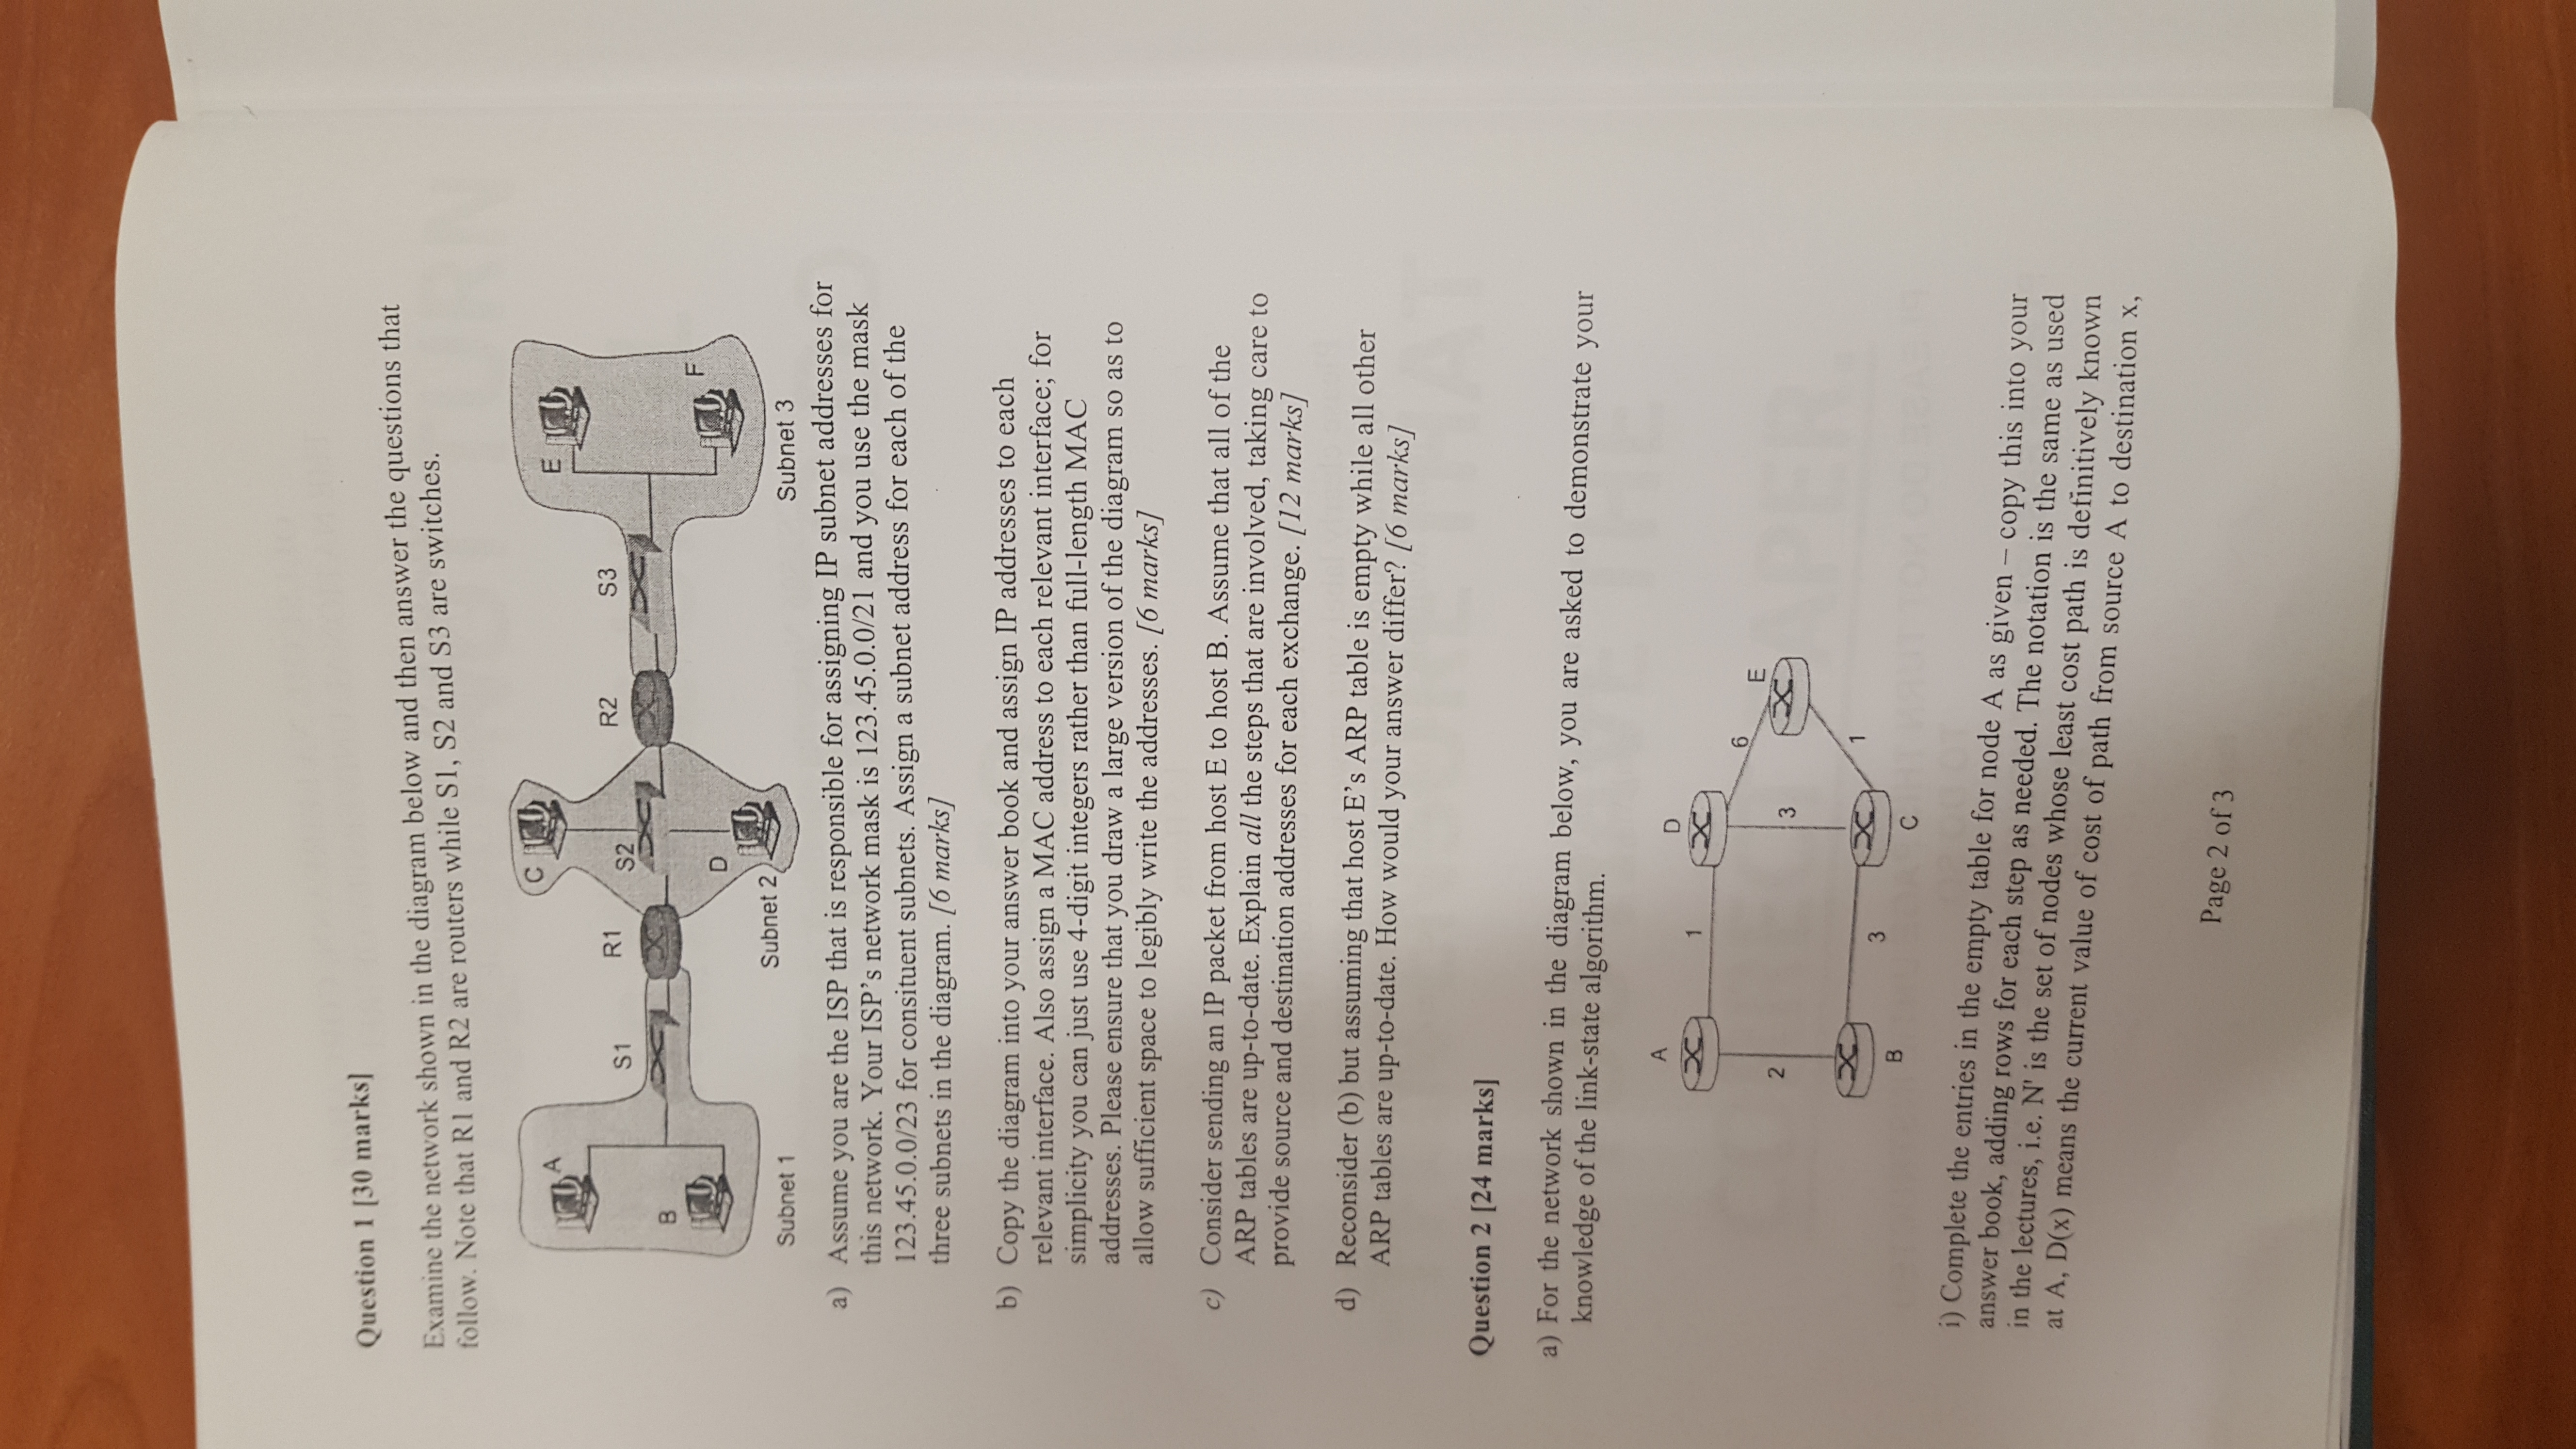 Question 1 [30 marks]
Examine the network shown in the diagram below and then answer the questions that
follow. Note that R1 and R2 are routers while S1, S2 and S3 are switches.
A
B
S1
R1
C
S2
D
R2
S3
E
F
Subnet 1
Subnet 2
Subnet 3
a) Assume you are the ISP that is responsible for assigning IP subnet addresses for
this network. Your ISP's network mask is 123.45.0.0/21 and you use the mask
123.45.0.0/23 for consituent subnets. Assign a subnet address for each of the
three subnets in the diagram. [6 marks]
b) Copy the diagram into your answer book and assign IP addresses to each
relevant interface. Also assign a MAC address to each relevant interface; for
simplicity you can just use 4-digit integers rather than full-length MAC
addresses. Please ensure that you draw a large version of the diagram so as to
allow sufficient space to legibly write the addresses. [6 marks]
c) Consider sending an IP packet from host E to host B. Assume that all of the
ARP tables are up-to-date. Explain all the steps that are involved, taking care to
provide source and destination addresses for each exchange. [12 marks]
d) Reconsider (b) but assuming that host E's ARP table is empty while all other
ARP tables are up-to-date. How would your answer differ? [6 marks]
Question 2 [24 marks]
a) For the network shown in the diagram below, you are asked to demonstrate your
knowledge of the link-state algorithm.
A
D
1
6
E
2
3
1
3
B
C
i) Complete the entries in the empty table for node A as given – copy this into your
answer book, adding rows for each step as needed. The notation is the same as used
in the lectures, i.e. N' is the set of nodes whose least cost path is definitively known
at A, D(x) means the current value of cost of path from source A to destination x,
Page 2 of 3